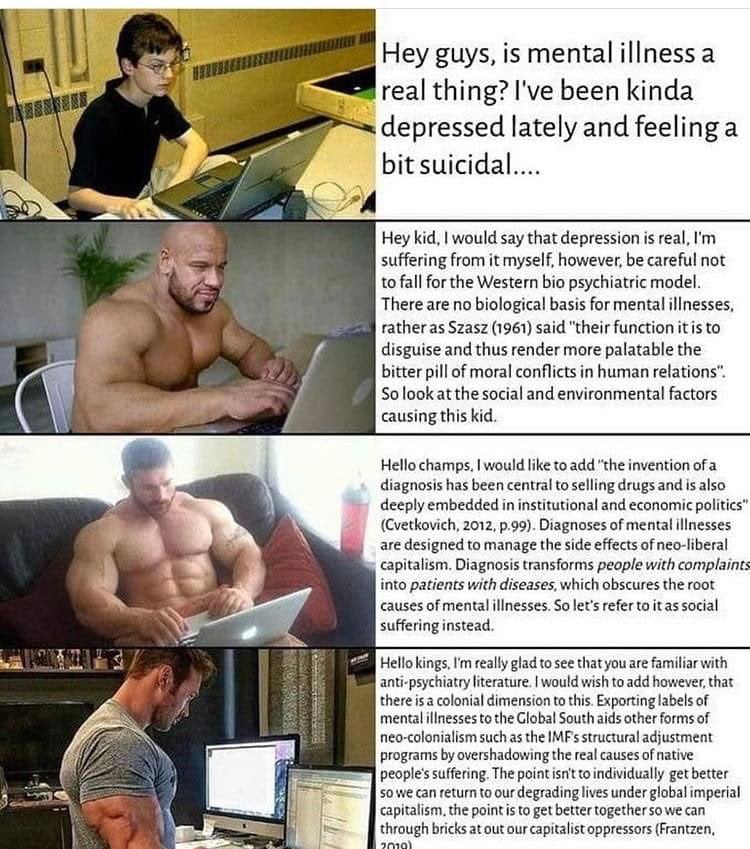 Hey guys, is mental illness a
real thing? I've been kinda
depressed lately and feeling a
bit suicidal....
Hey kid, I would say that depression is real, I'm
suffering from it myself, however, be careful not
to fall for the Western bio psychiatric model.
There are no biological basis for mental illnesses,
rather as Szasz (1961) said "their function it is to
disguise and thus render more palatable the
bitter pill of moral conflicts in human relations".
So look at the social and environmental factors
causing this kid.
Hello champs, I would like to add "the invention of a
diagnosis has been central to selling drugs and is also
deeply embedded in institutional and economic politics"
(Cvetkovich, 2012, p.99). Diagnoses of mental illnesses
are designed to manage the side effects of neo-liberal
capitalism. Diagnosis transforms people with complaints
into patients with diseases, which obscures the root
causes of mental illnesses. So let's refer to it as social
suffering instead.
Hello kings, I'm really glad to see that you are familiar with
anti-psychiatry literature. I would wish to add however, that
there is a colonial dimension to this. Exporting labels of
mental illnesses to the Global South aids other forms of
neo-colonialism such as the IMF's structural adjustment
programs by overshadowing the real causes of native
people's suffering. The point isn't to individually get better
so we can return to our degrading lives under global imperial
capitalism, the point is to get better together so we can
through bricks at out our capitalist oppressors (Frantzen,
2019)